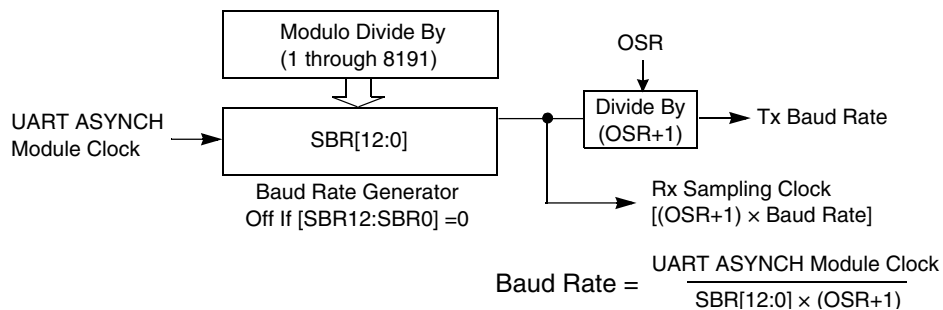 Modulo Divide By
(1 through 8191)
OSR
UART ASYNCH
Module Clock
SBR[12:0]
Divide By
(OSR+1)
Tx Baud Rate
Baud Rate Generator
Off If [SBR12:SBR0] =0
Rx Sampling Clock
[(OSR+1) × Baud Rate]
Baud Rate =
UART ASYNCH Module Clock
SBR[12:0] × (OSR+1)